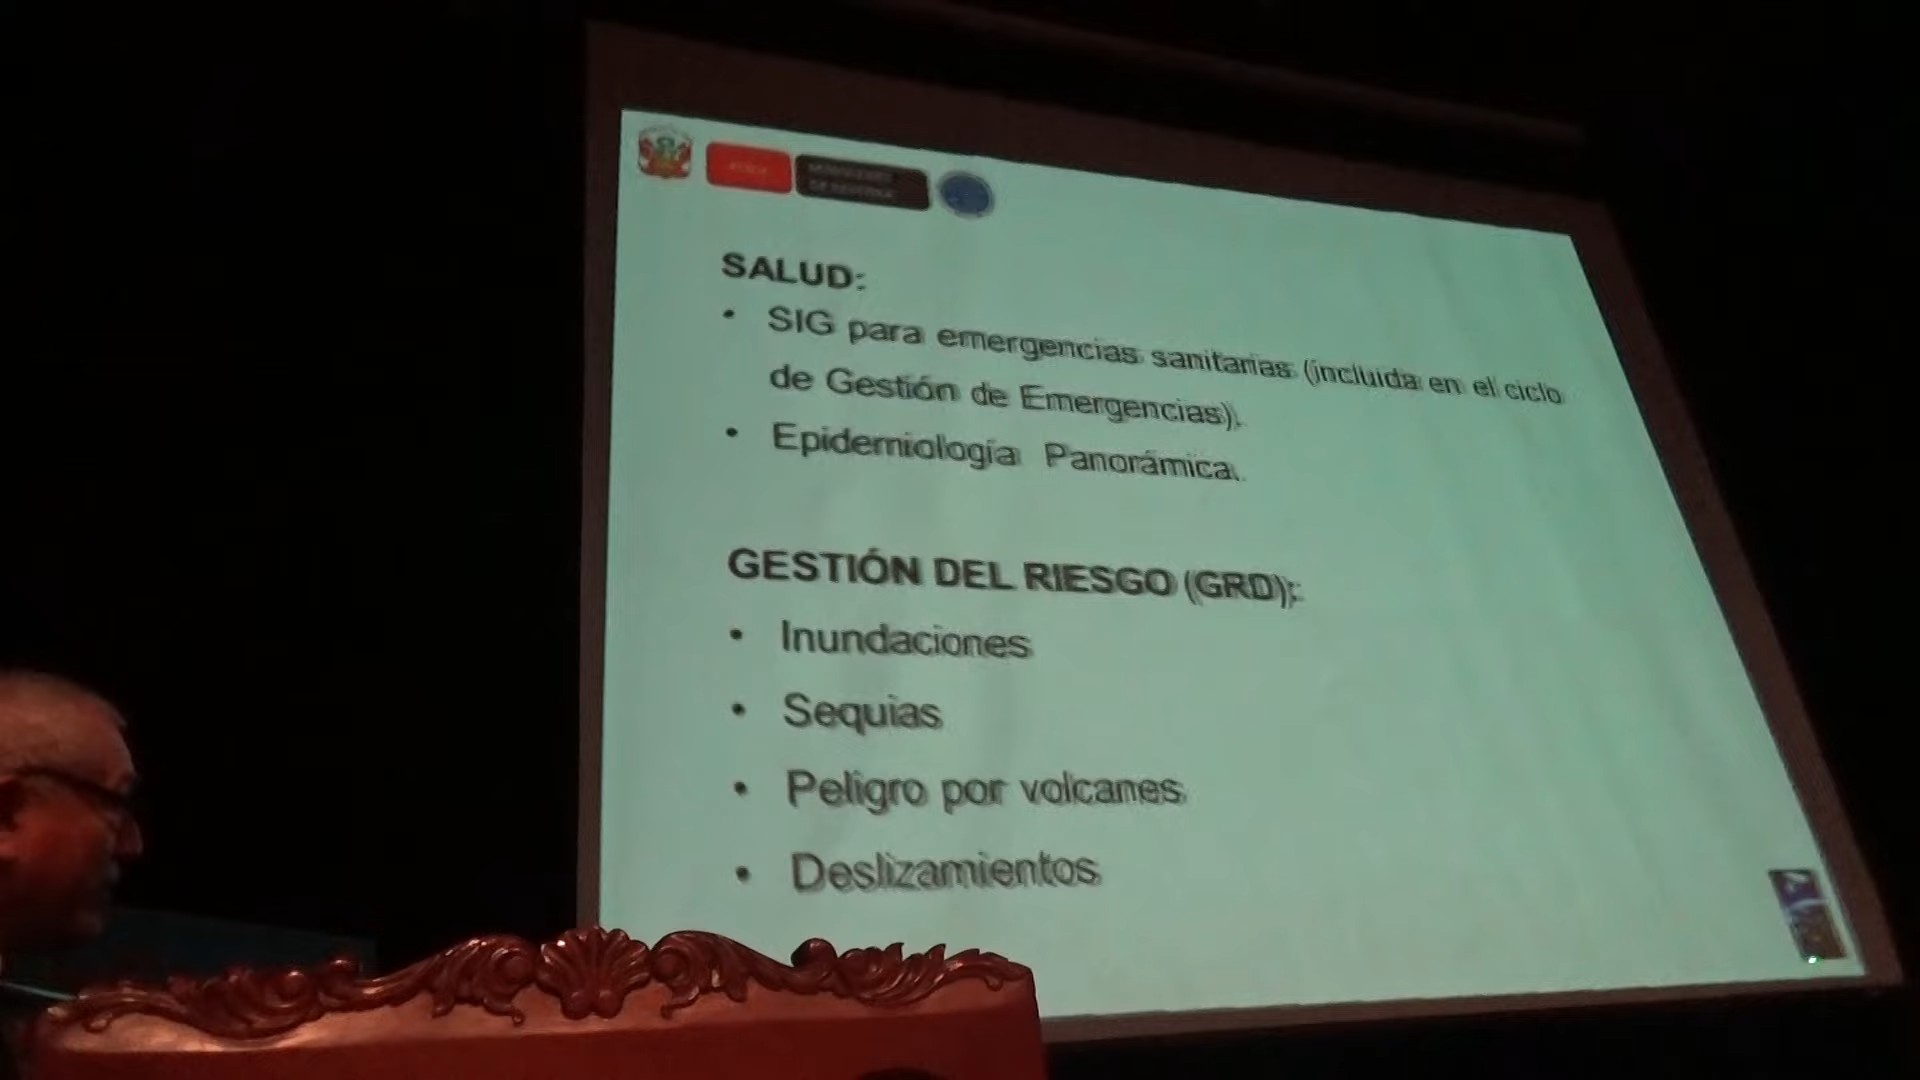 SALUD:
• SIG para emergencias sanitarias (incluida en el ciclo
de Gestión de Emergencias).
• Epidemiología Panorámica.
GESTIÓN DEL RIESGO (GRD):
• Inundaciones
• Sequias
• Peligro por volcanes
• Deslizamientos